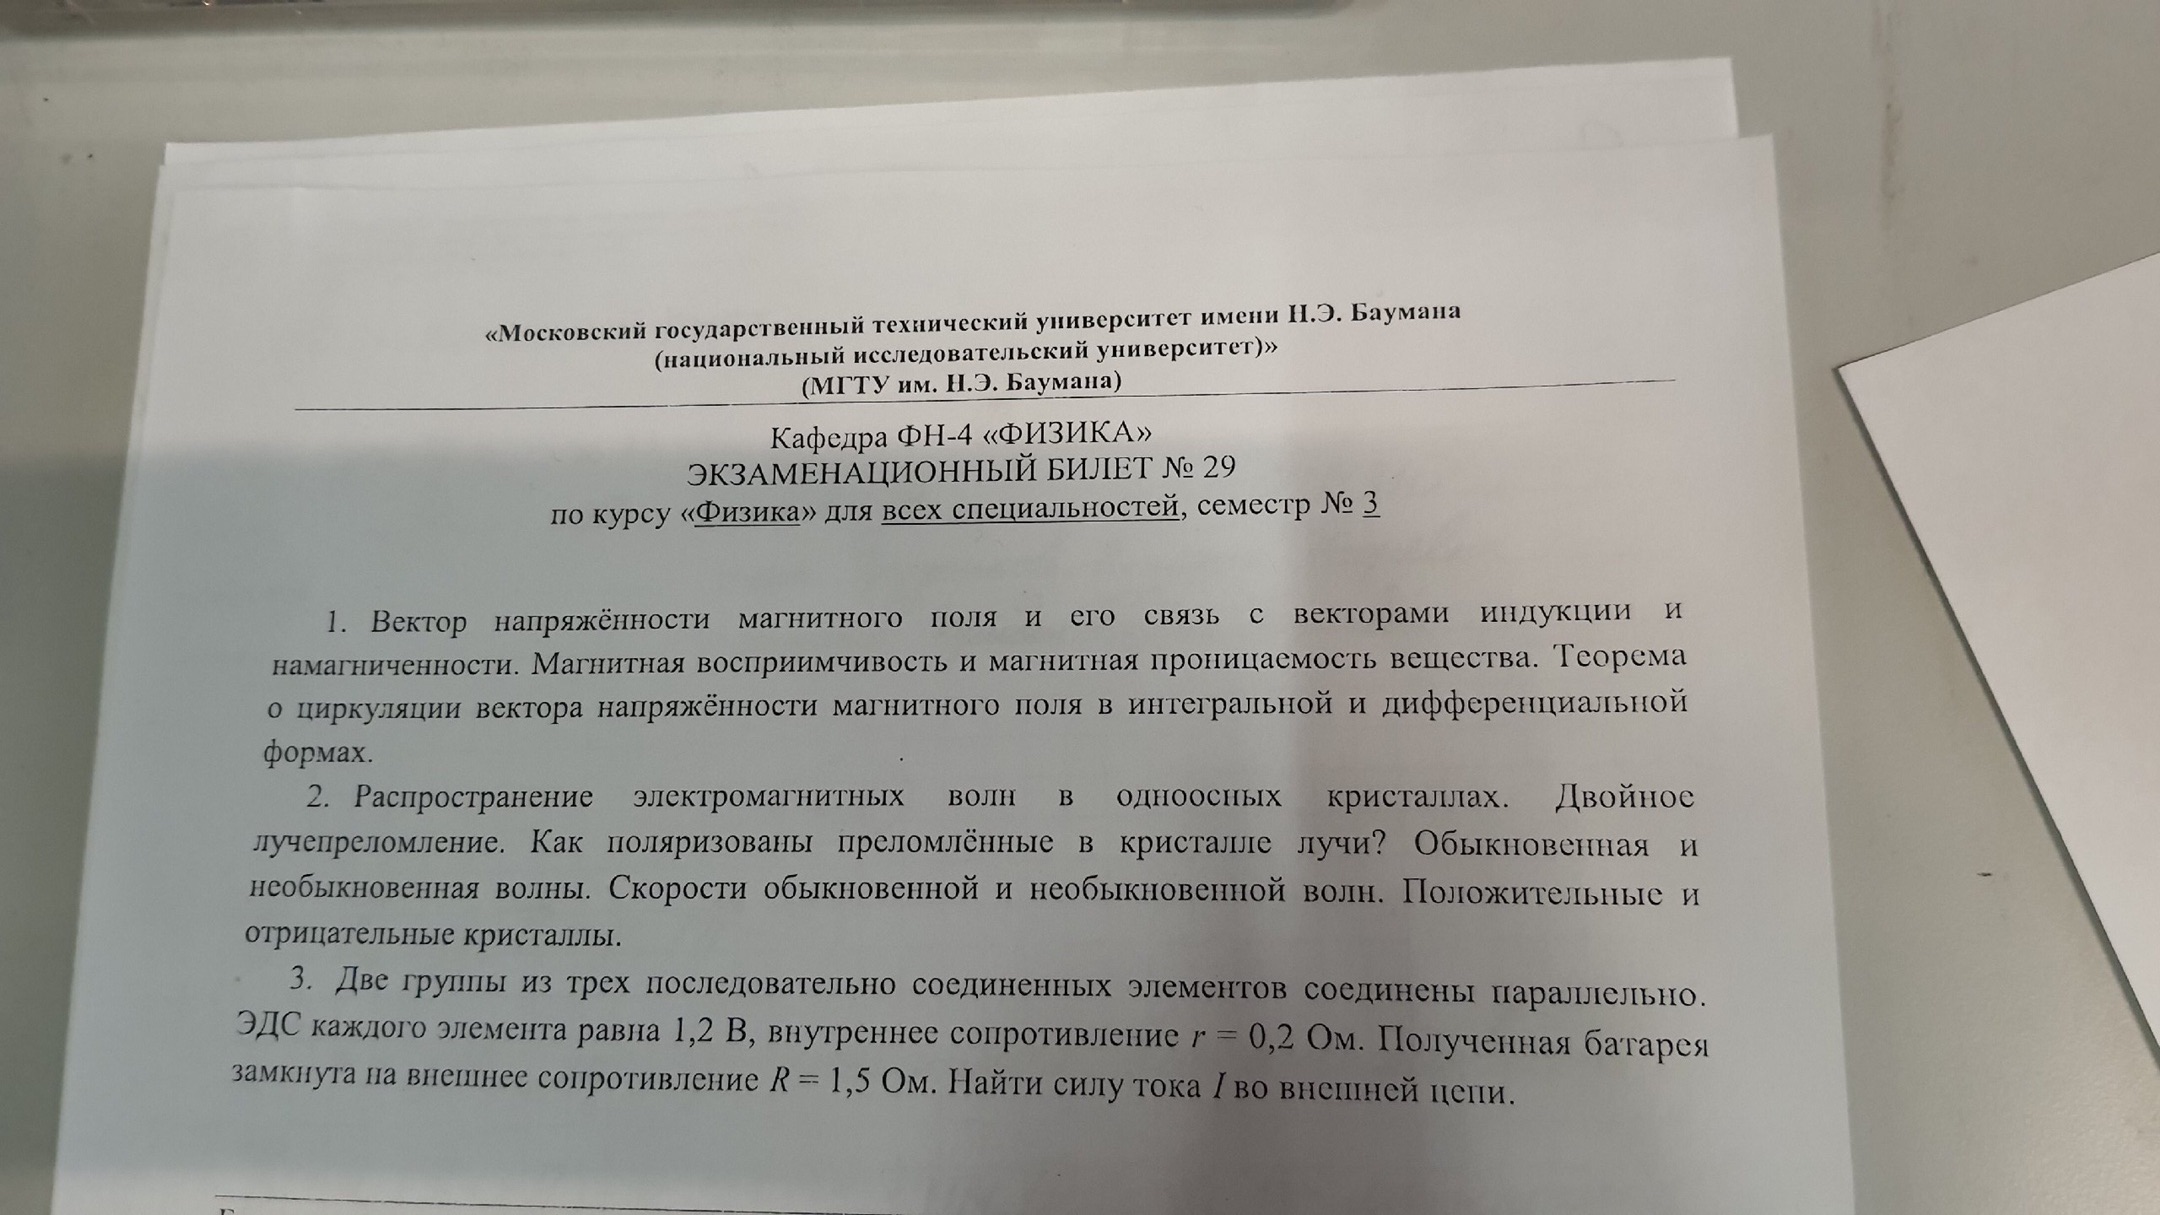 «Московский государственный технический университет имени Н.Э. Баумана
(национальный исследовательский университет)»
(МГТУ им. Н.Э. Баумана)
Кафедра ФН-4 «ФИЗИКА»
ЭКЗАМЕНАЦИОННЫЙ БИЛЕТ № 29
по курсу «Физика» для всех специальностей, семестр № 3
1. Вектор напряжённости магнитного поля и его связь с векторами индукции и
намагниченности. Магнитная восприимчивость и магнитная проницаемость вещества. Теорема
о циркуляции вектора напряжённости магнитного поля в интегральной и дифференциальной
формах.
2. Распространение электромагнитных волн в одноосных кристаллах. Двойное
лучепреломление. Как поляризованы преломлённые в кристалле лучи? Обыкновенная и
необыкновенная волны. Скорости обыкновенной и необыкновенной волн. Положительные и
отрицательные кристаллы.
3. Две группы из трех последовательно соединенных элементов соединены параллельно.
ЭДС каждого элемента равна 1,2 В, внутреннее сопротивление r = 0,2 Ом. Полученная батарея
замкнута на внешнее сопротивление R = 1,5 Ом. Найти силу тока I во внешней цепи.